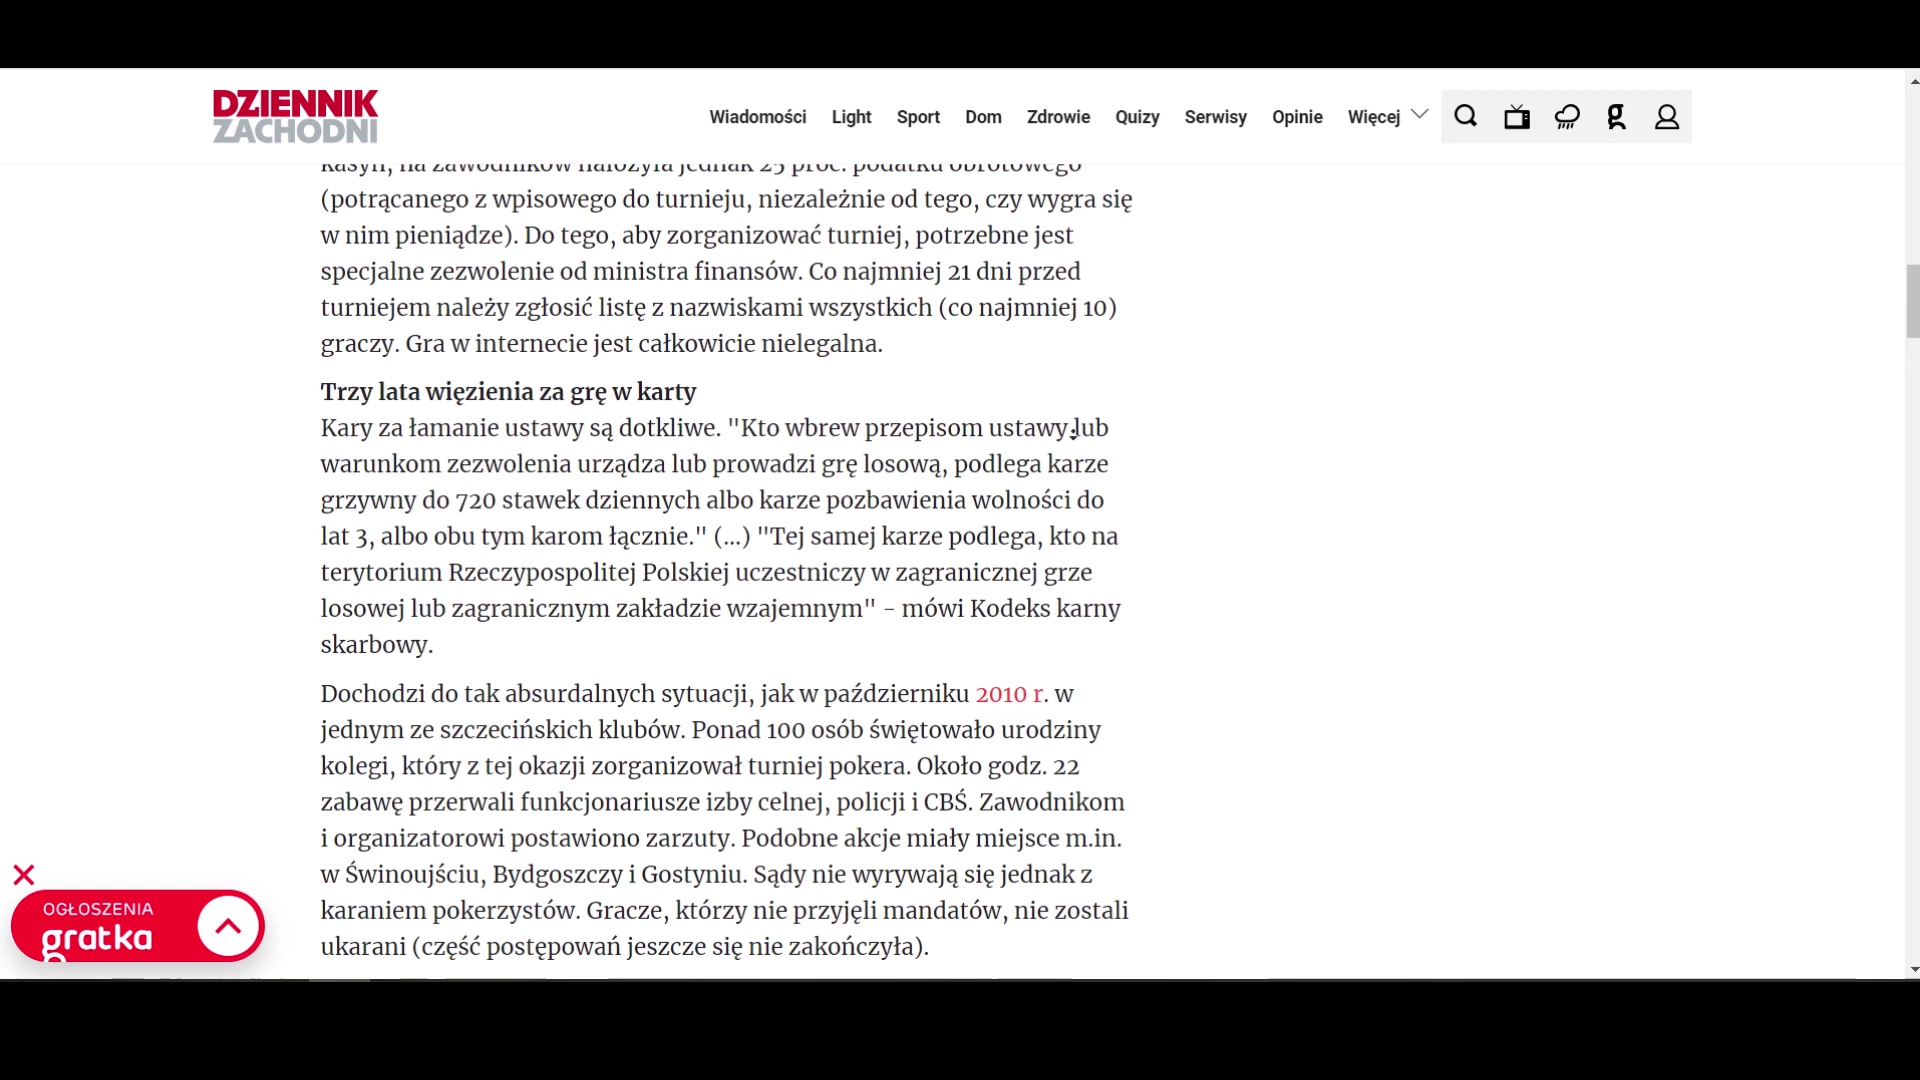 DZIENNIK
ZACHODNI
Wiadomości Light Sport Dom Zdrowie Quizy Serwisy Opinie Więcej
kasyn, na zawodników nałożyła jednak 25 proc. podatku obrotowego
(potrącanego z wpisowego do turnieju, niezależnie od tego, czy wygra się
w nim pieniądze). Do tego, aby zorganizować turniej, potrzebne jest
specjalne zezwolenie od ministra finansów. Co najmniej 21 dni przed
turniejem należy zgłosić listę z nazwiskami wszystkich (co najmniej 10)
graczy. Gra w internecie jest całkowicie nielegalna.
Trzy lata więzienia za grę w karty
Kary za łamanie ustawy są dotkliwe. "Kto wbrew przepisom ustawy lub
warunkom zezwolenia urządza lub prowadzi grę losową, podlega karze
grzywny do 720 stawek dziennych albo karze pozbawienia wolności do
lat 3, albo obu tym karom łącznie." (...) "Tej samej karze podlega, kto na
terytorium Rzeczypospolitej Polskiej uczestniczy w zagranicznej grze
losowej lub zagranicznym zakładzie wzajemnym" - mówi Kodeks karny
skarbowy.
Dochodzi do tak absurdalnych sytuacji, jak w październiku 2010 r. w
jednym ze szczecińskich klubów. Ponad 100 osób świętowało urodziny
kolegi, który z tej okazji zorganizował turniej pokera. Około godz. 22
zabawę przerwali funkcjonariusze izby celnej, policji i CBŚ. Zawodnikom
i organizatorowi postawiono zarzuty. Podobne akcje miały miejsce m.in.
w Świnoujściu, Bydgoszczy i Gostyniu. Sądy nie wyrywają się jednak z
karaniem pokerzystów. Gracze, którzy nie przyjęli mandatów, nie zostali
ukarani (część postępowań jeszcze się nie zakończyła).
OGŁOSZENIA
gratka